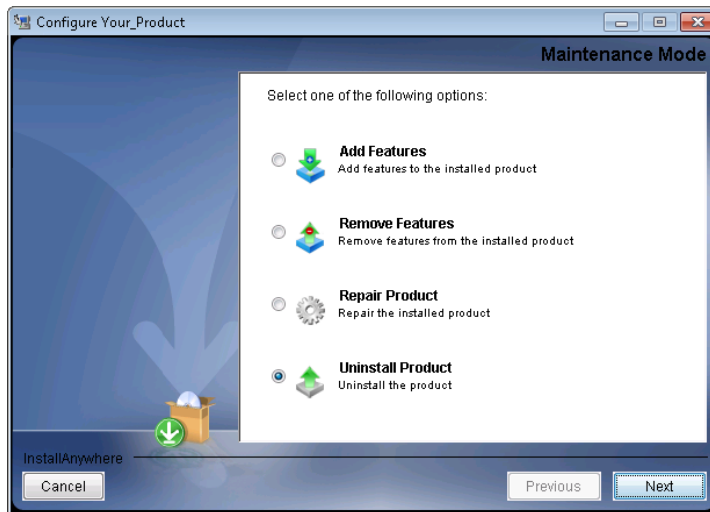 Configure Your_Product
Maintenance Mode
Select one of the following options:
Add Features
Add features to the installed product
Remove Features
Remove features from the installed product
Repair Product
Repair the installed product
Uninstall Product
Uninstall the product
InstallAnywhere
Cancel
Previous
Next